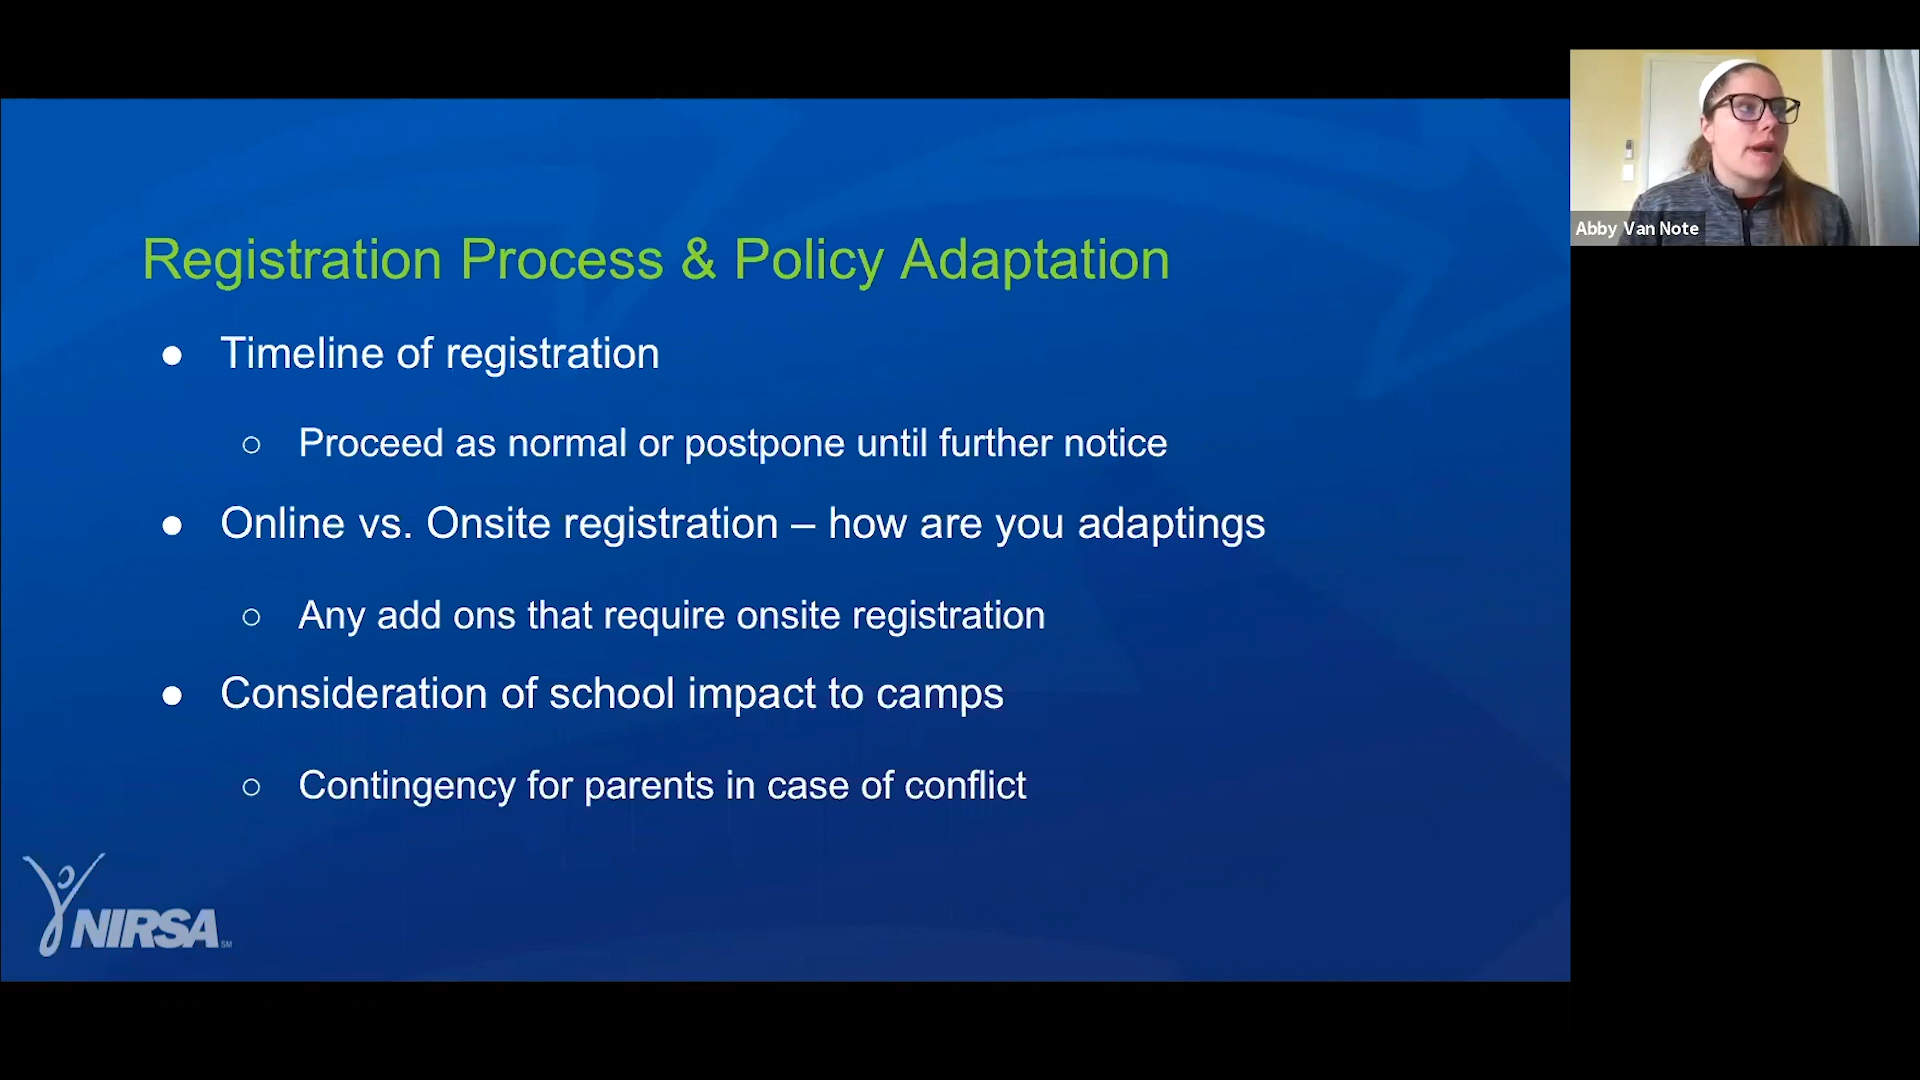 Registration Process & Policy Adaptation
● Timeline of registration
○ Proceed as normal or postpone until further notice
● Online vs. Onsite registration – how are you adaptings
○ Any add ons that require onsite registration
● Consideration of school impact to camps
○ Contingency for parents in case of conflict
NIRSA SM
Abby Van Note